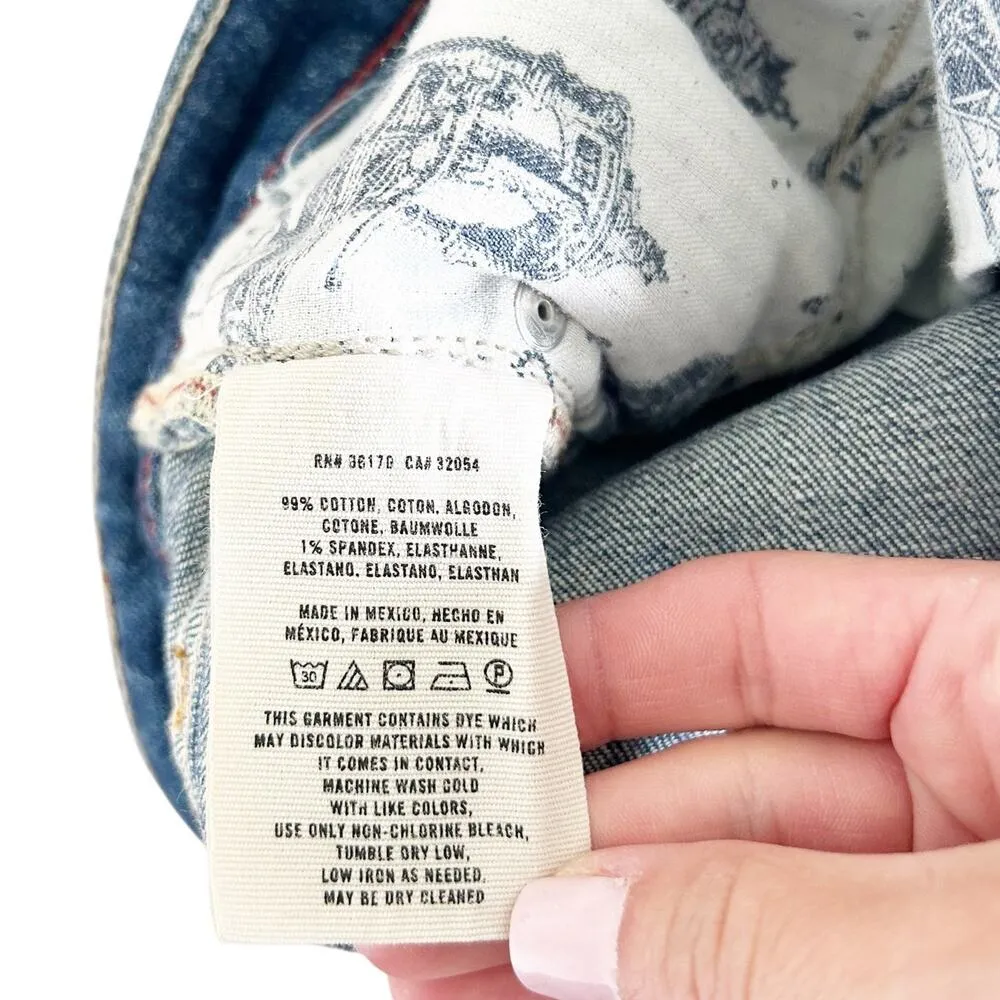 RN# 36170 CA# 32054
99% COTTON, COTON, ALGODON,
COTONE, BAUMWOLLE
1% SPANDEX, ELASTHANNE,
ELASTANO, ELASTANO, ELASTHAN
MADE IN MEXICO, HECHO EN
MÉXICO, FABRIQUE AU MEXIQUE
30
P
THIS GARMENT CONTAINS DYE WHICH
MAY DISCOLOR MATERIALS WITH WHICH
IT COMES IN CONTACT,
MACHINE WASH COLD
WITH LIKE COLORS,
USE ONLY NON-CHLORINE BLEACH,
TUMBLE DRY LOW,
LOW IRON AS NEEDED,
MAY BE DRY CLEANED